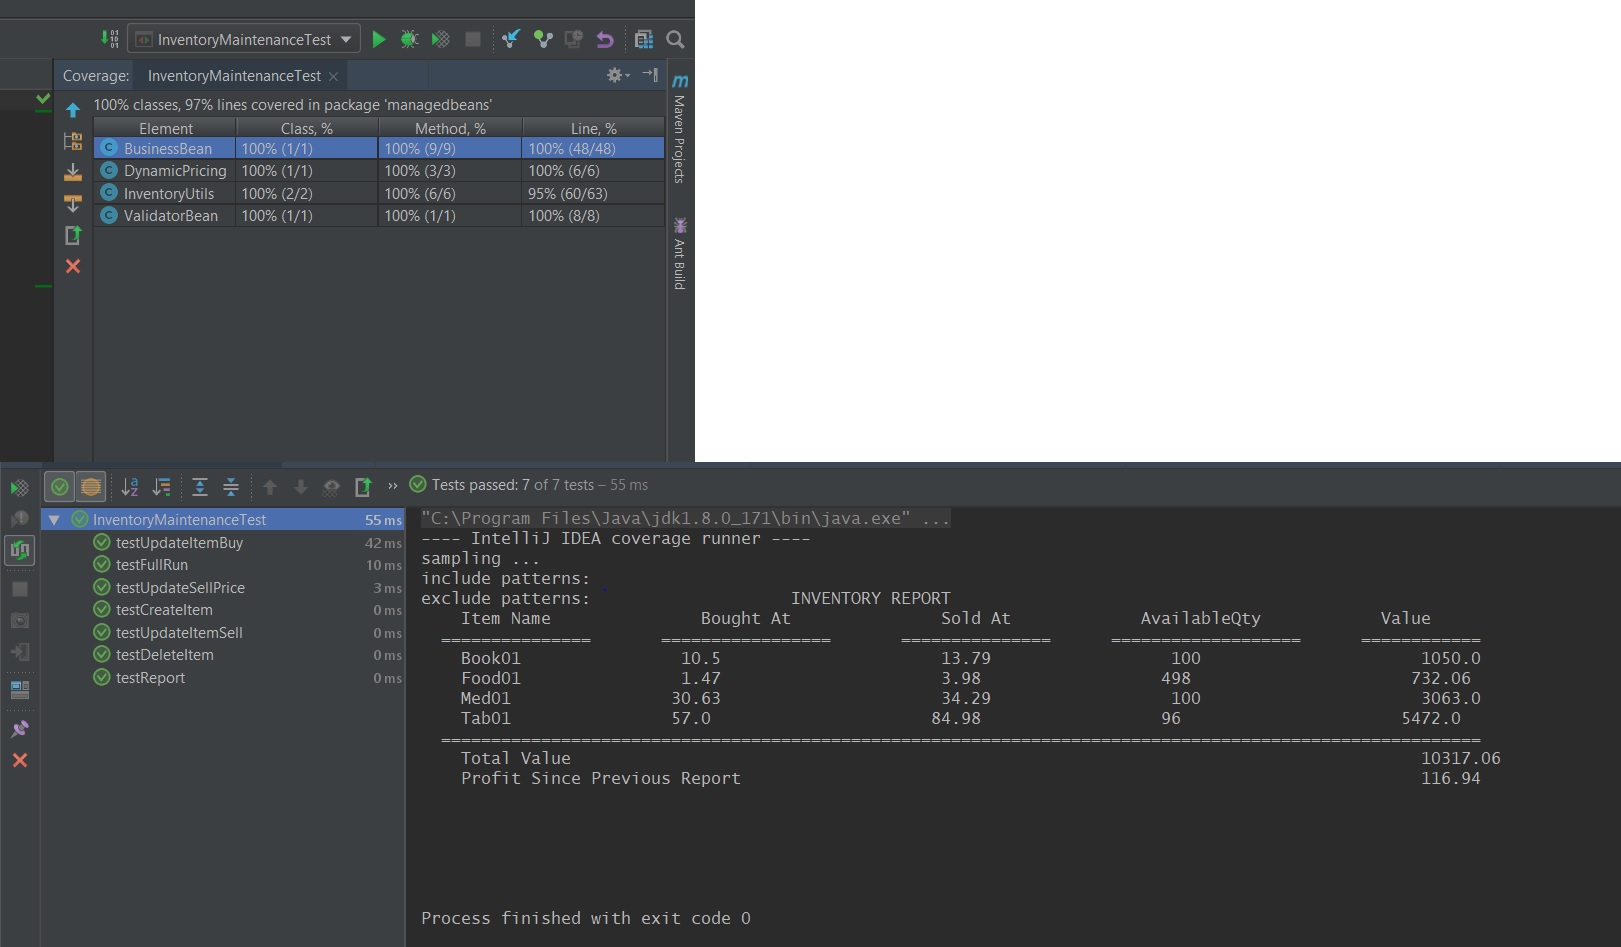 InventoryMaintenanceTest
Coverage: InventoryMaintenanceTest
100% classes, 97% lines covered in package 'managedbeans'
Element Class, % Method, % Line, %
BusinessBean 100% (1/1) 100% (9/9) 100% (48/48)
DynamicPricing 100% (1/1) 100% (3/3) 100% (6/6)
InventoryUtils 100% (2/2) 100% (6/6) 95% (60/63)
ValidatorBean 100% (1/1) 100% (1/1) 100% (8/8)
Maven Projects
Ant Build
Tests passed: 7 of 7 tests – 55 ms
InventoryMaintenanceTest 55 ms
testUpdateItemBuy 42 ms
testFullRun 10 ms
testUpdateSellPrice 3 ms
testCreateItem 0 ms
testUpdateItemSell 0 ms
testDeleteItem 0 ms
testReport 0 ms
"C:\Program Files\Java\jdk1.8.0_171\bin\java.exe" ...
---- IntelliJ IDEA coverage runner ----
sampling ...
include patterns:
exclude patterns: INVENTORY REPORT
Item Name Bought At Sold At AvailableQty Value
=============== ================= =============== =================== ============
Book01 10.5 13.79 100 1050.0
Food01 1.47 3.98 498 732.06
Med01 30.63 34.29 100 3063.0
Tab01 57.0 84.98 96 5472.0
========================================================================================================
Total Value 10317.06
Profit Since Previous Report 116.94
Process finished with exit code 0